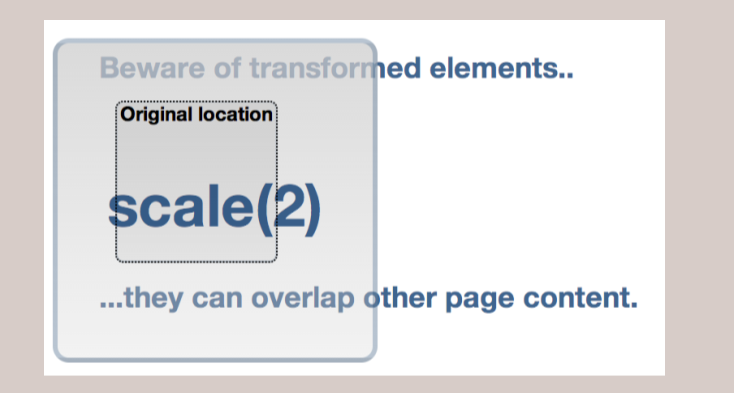 Beware of transformed elements..
Original location
scale(2)
...they can overlap other page content.